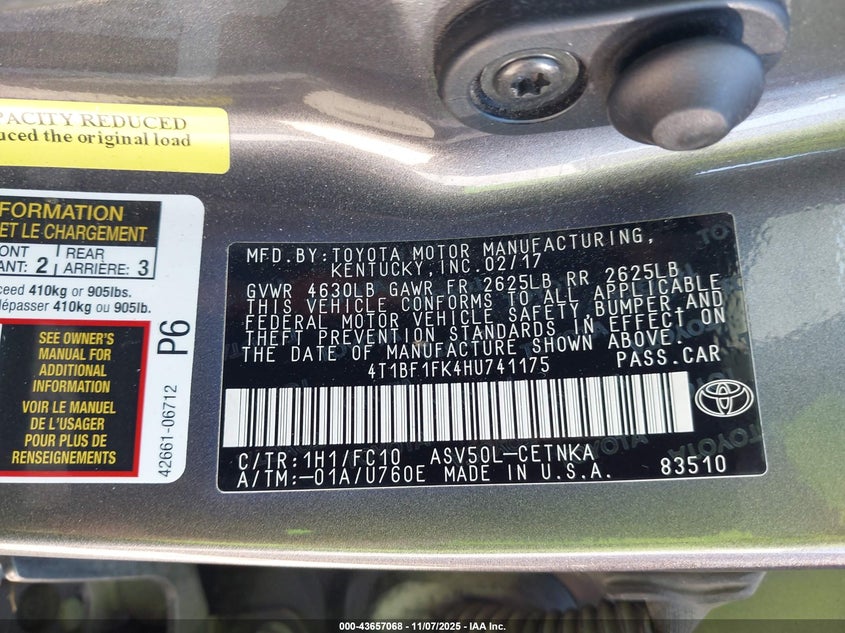 PACITY REDUCED
uced the original load
FORMATION
ET LE CHARGEMENT
ONT
ANT: 2
REAR
ARRIÈRE: 3
ceed 410kg or 905lbs.
dépasser 410kg ou 905lb.
SEE OWNER'S
MANUAL FOR
ADDITIONAL
INFORMATION
VOIR LE MANUEL
DE L'USAGER
POUR PLUS DE
RENSEIGNEMENTS
P6
42661-06712
MFD.BY:TOYOTA MOTOR MANUFACTURING,
KENTUCKY, INC.02/17
GVWR 4630LB GAWR FR 2625LB RR 2625LB
THIS VEHICLE CONFORMS TO ALL APPLICABLE
FEDERAL MOTOR VEHICLE SAFETY,BUMPER AND
THEFT PREVENTION STANDARDS IN EFFECT ON
THE DATE OF MANUFACTURE SHOWN ABOVE.
4T1BF1FK4HU741175 PASS.CAR
TOYOTA
C/TR:1H1/FC10 ASV50L-CETNKA
A/TM:-01A/U760E MADE IN U.S.A. 83510
000-43657068 - 11/07/2025 - © IAA Inc.